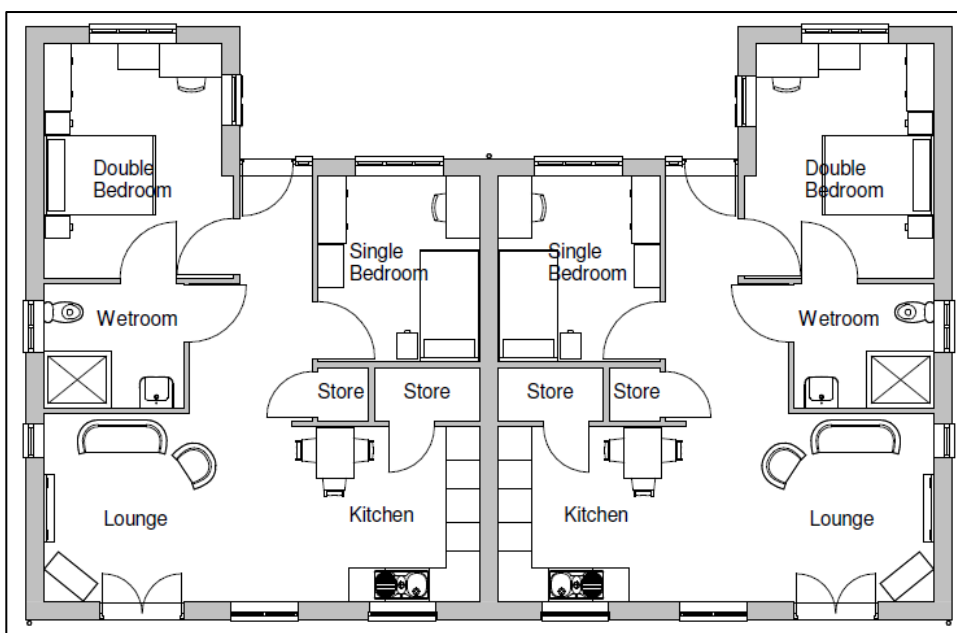 Double
Bedroom
Double
Bedroom
Single
Bedroom
Single
Bedroom
Wetroom
Wetroom
Store
Store
Store
Store
Lounge
Kitchen
Kitchen
Lounge